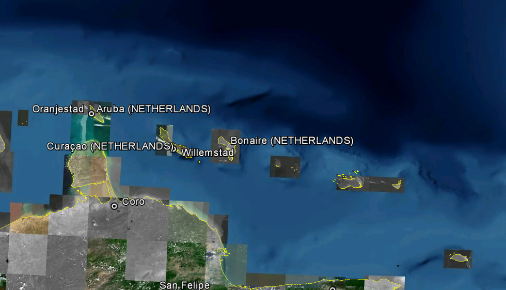 Oranjestad Aruba (NETHERLANDS)
Bonaire (NETHERLANDS)
Curaçao (NETHERLANDS)
Willemstad
Coro
San Felipe